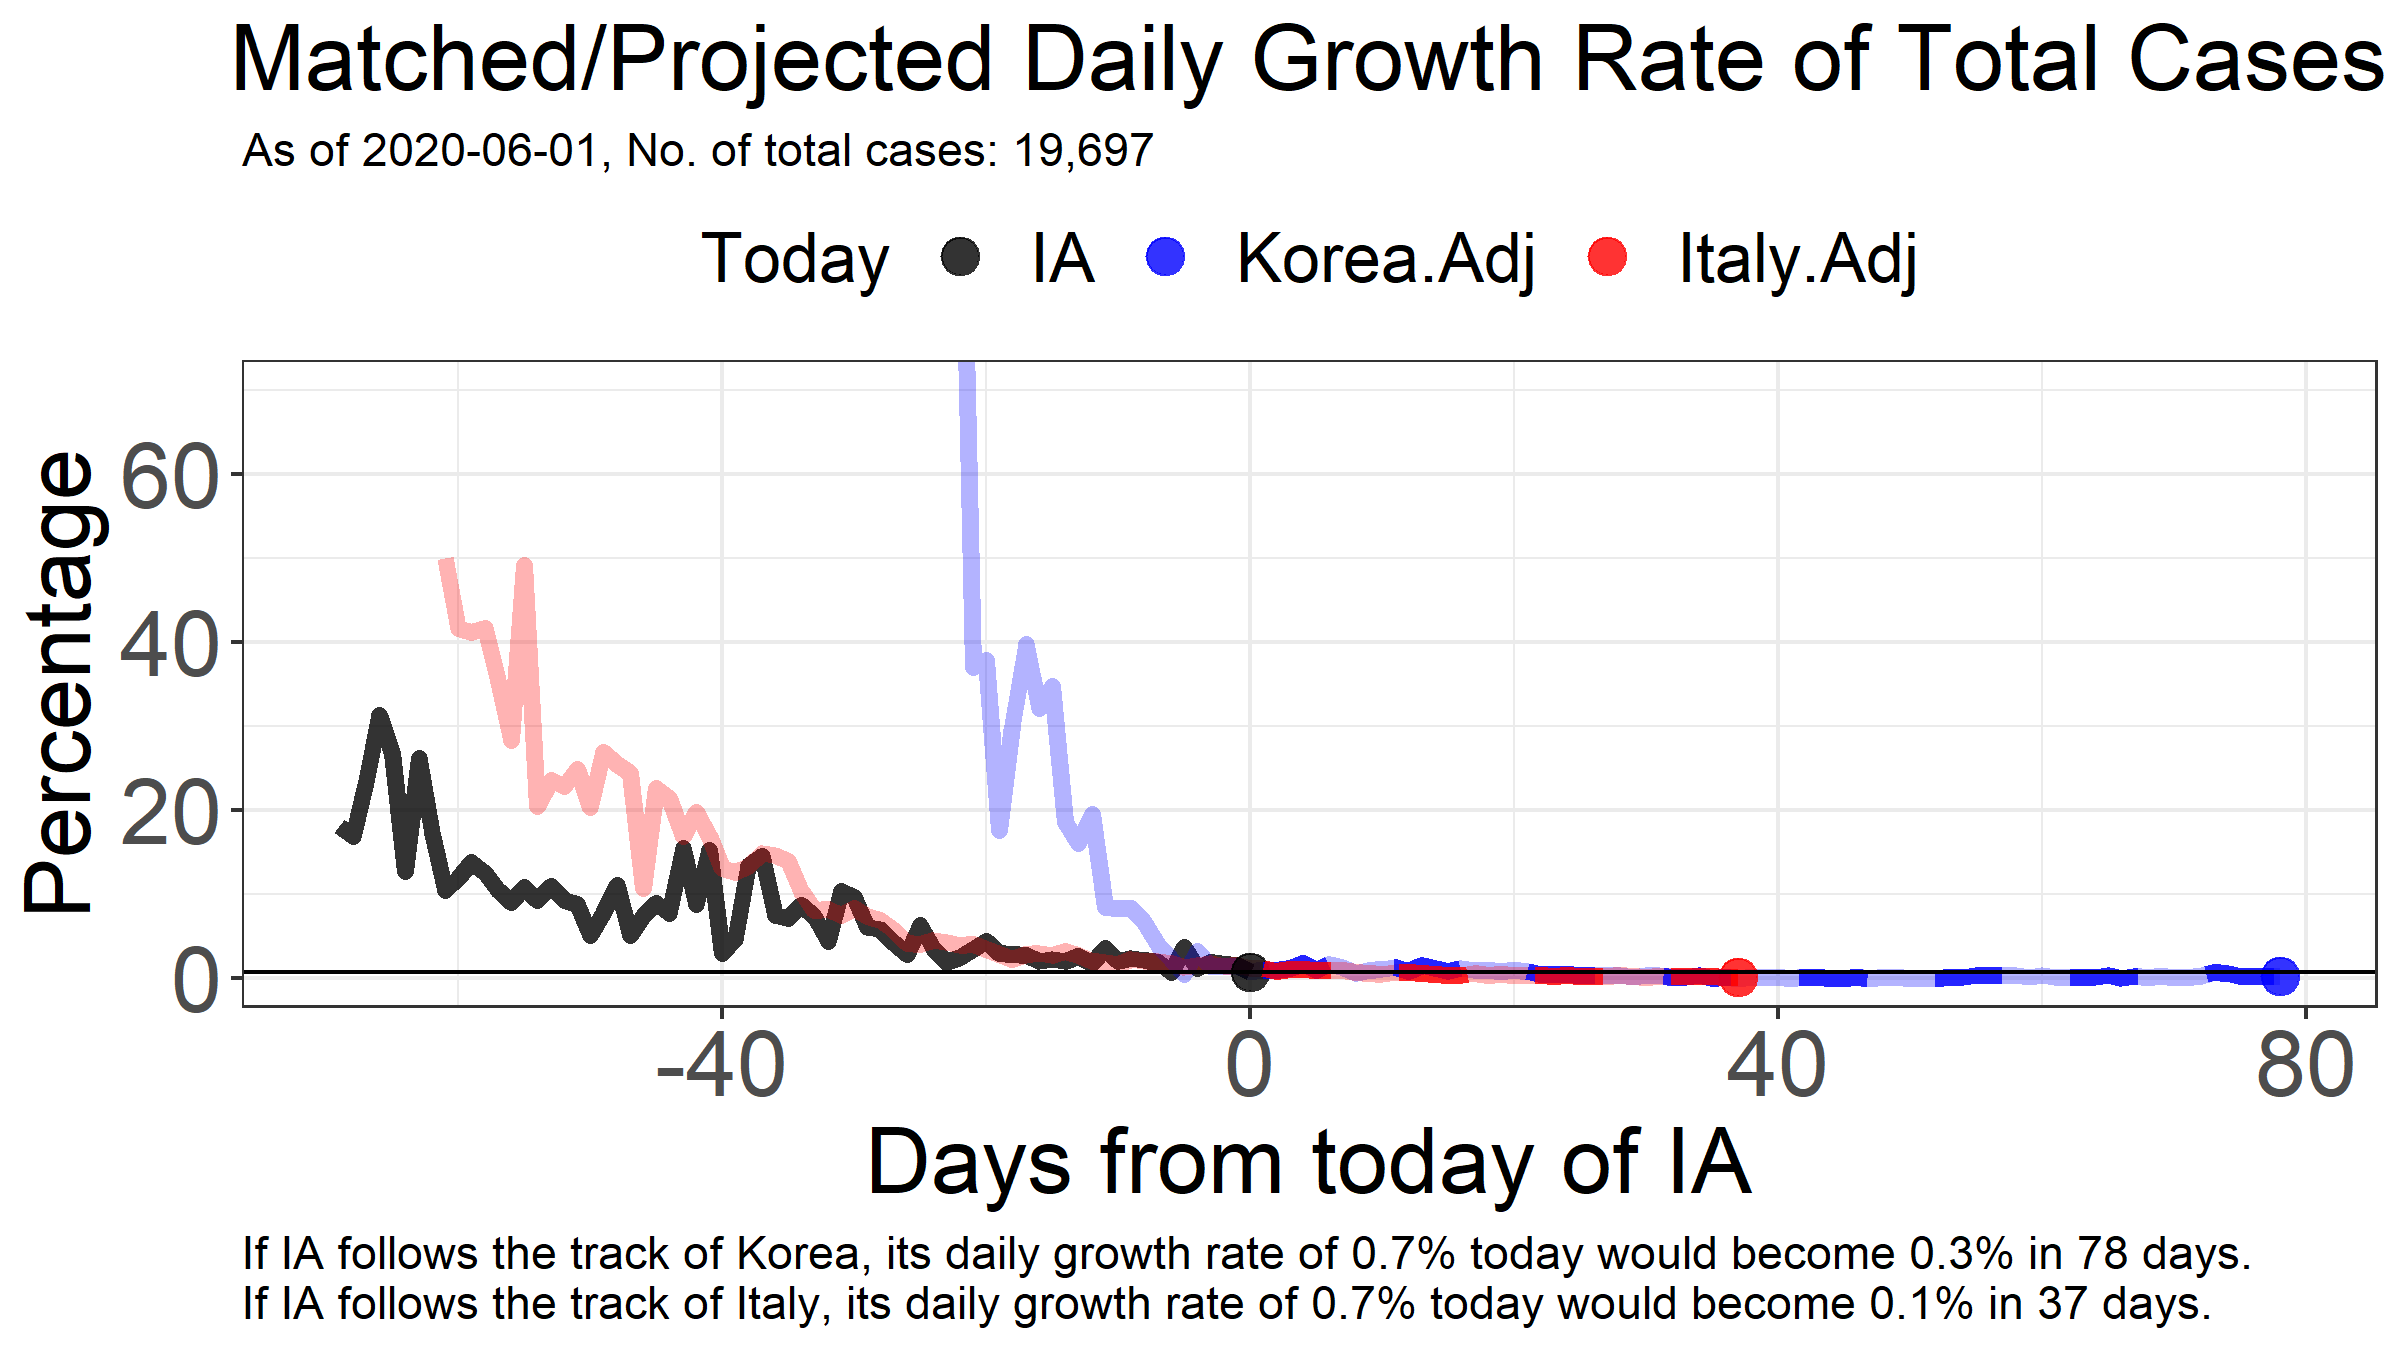 Matched/Projected Daily Growth Rate of Total Cases
As of 2020-06-01, No. of total cases: 19,697
Today IA Korea.Adj Italy.Adj
Percentage
60
40
20
0
-40 0 40 80
Days from today of IA
If IA follows the track of Korea, its daily growth rate of 0.7% today would become 0.3% in 78 days.
If IA follows the track of Italy, its daily growth rate of 0.7% today would become 0.1% in 37 days.